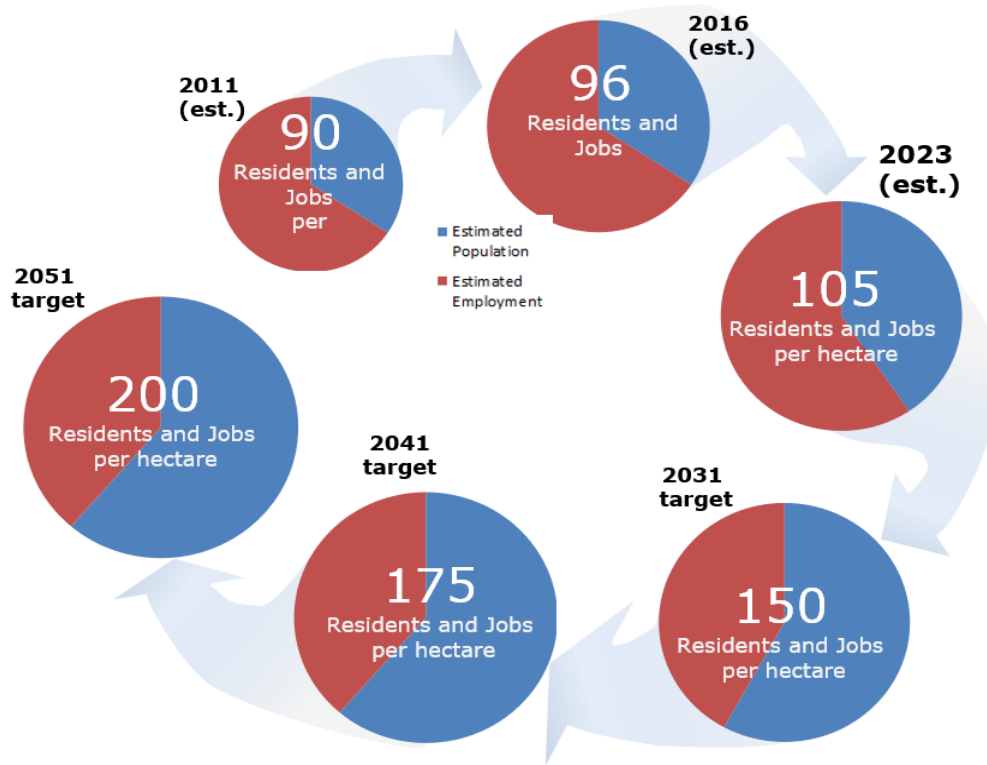 2011
(est.)
90
Residents and
Jobs
per
2016
(est.)
96
Residents and
Jobs
2023
(est.)
105
Residents and Jobs
per hectare
Estimated
Population
Estimated
Employment
2031
target
150
Residents and Jobs
per hectare
2041
target
175
Residents and Jobs
per hectare
2051
target
200
Residents and Jobs
per hectare